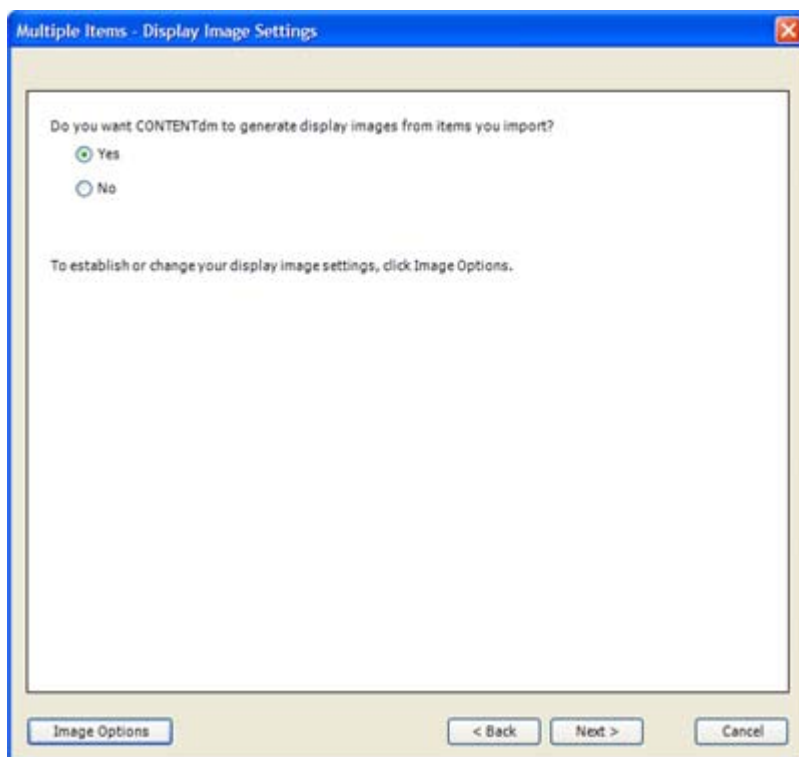 Multiple Items - Display Image Settings
Do you want CONTENTdm to generate display images from items you import?
Yes
No
To establish or change your display image settings, click Image Options.
Image Options
< Back
Next >
Cancel